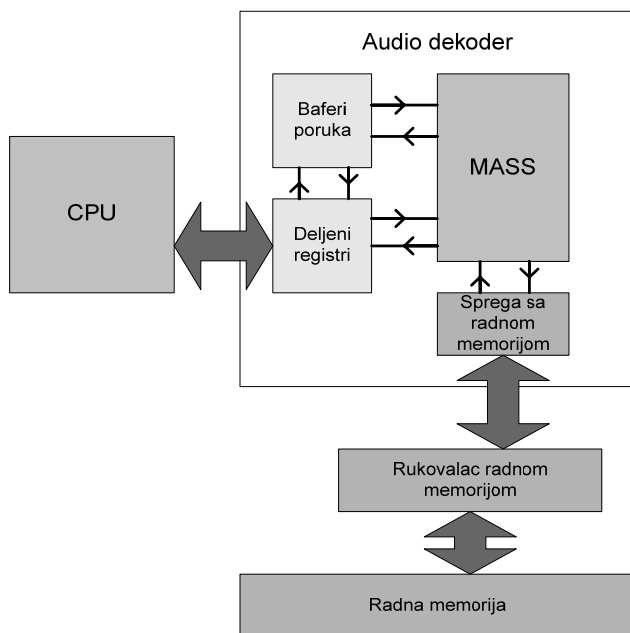 Audio dekoder
Baferi
poruka
MASS
CPU
Deljeni
registri
Sprega sa
radnom
memorijom
Rukovalac radnom
memorijom
Radna memorija